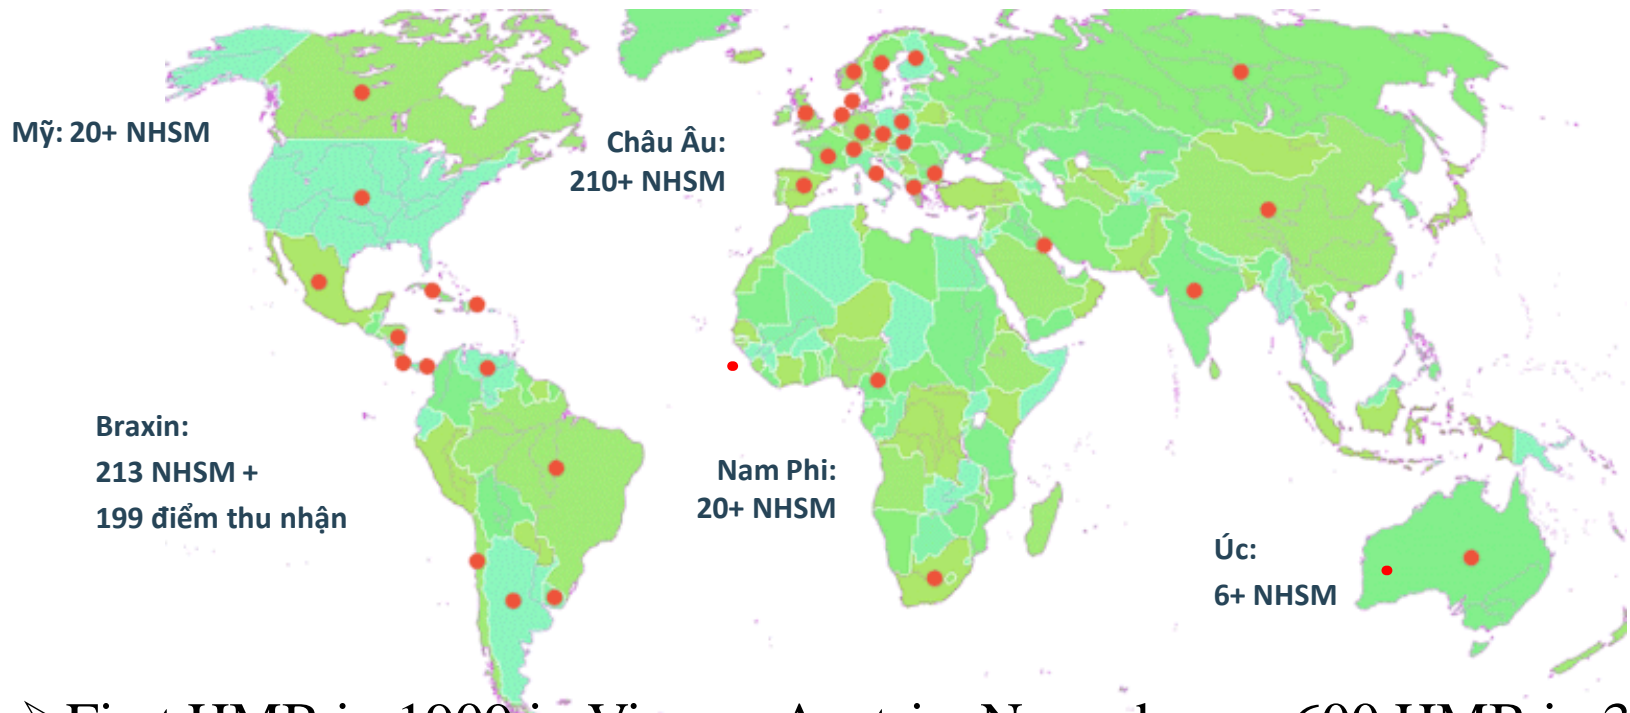 Mỹ: 20+ NHSM
Châu Âu:
210+ NHSM
Braxin:
213 NHSM +
199 điểm thu nhận
Nam Phi:
20+ NHSM
Úc:
6+ NHSM